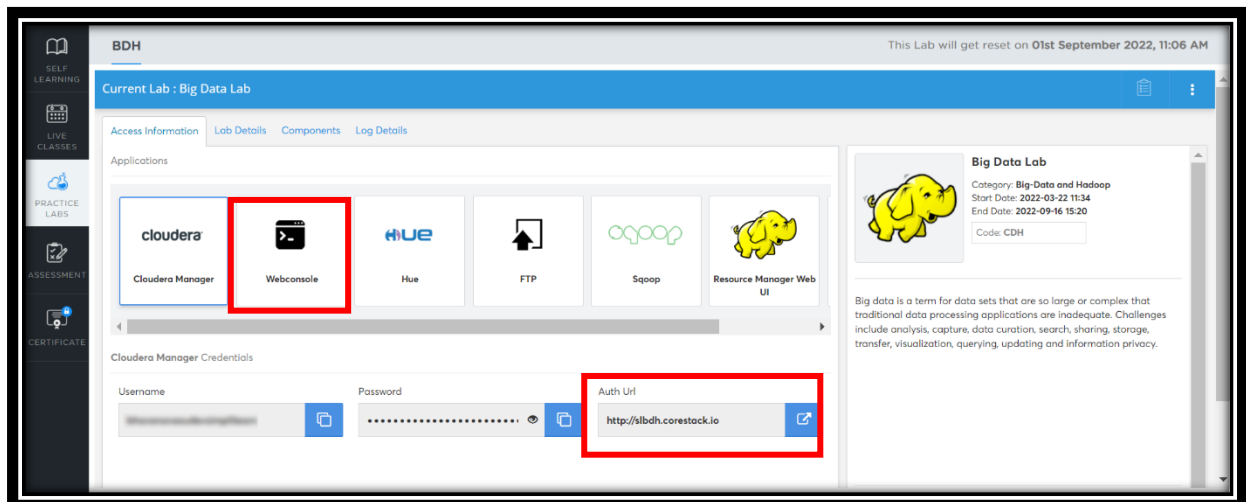 SELF
LEARNING
LIVE
CLASSES
PRACTICE
LABS
ASSESSMENT
CERTIFICATE
BDH
This Lab will get reset on 01st September 2022, 11:06 AM
Current Lab : Big Data Lab
Access Information Lab Details Components Log Details
Applications
cloudera
Cloudera Manager
Webconsole
HUE
Hue
FTP
sqoop
Sqoop
Resource Manager Web
UI
Cloudera Manager Credentials
Username
Password
Auth Url
http://slbdh.corestack.io
Big Data Lab
Category: Big-Data and Hadoop
Start Date: 2022-03-22 11:34
End Date: 2022-09-16 15:20
Code: CDH
Big data is a term for data sets that are so large or complex that
traditional data processing applications are inadequate. Challenges
include analysis, capture, data curation, search, sharing, storage,
transfer, visualization, querying, updating and information privacy.